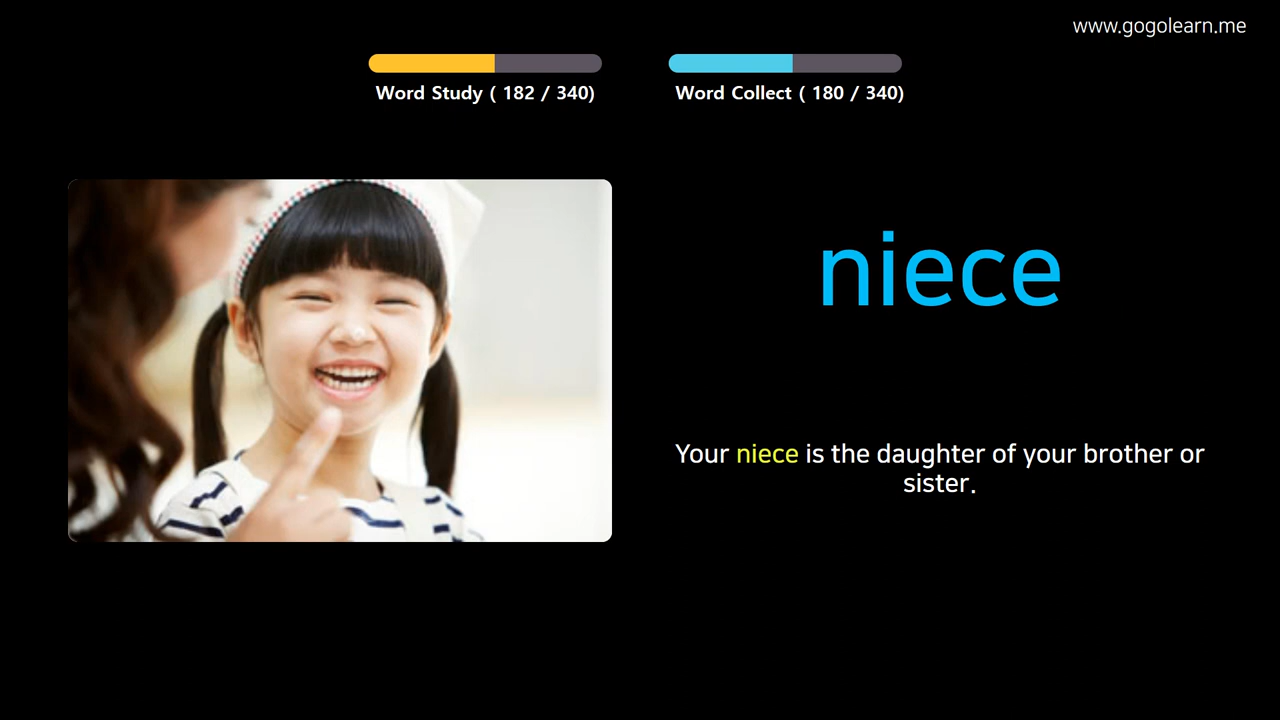 www.gogolearn.me
Word Study ( 182 / 340)
Word Collect ( 180 / 340)
niece
Your niece is the daughter of your brother or
sister.